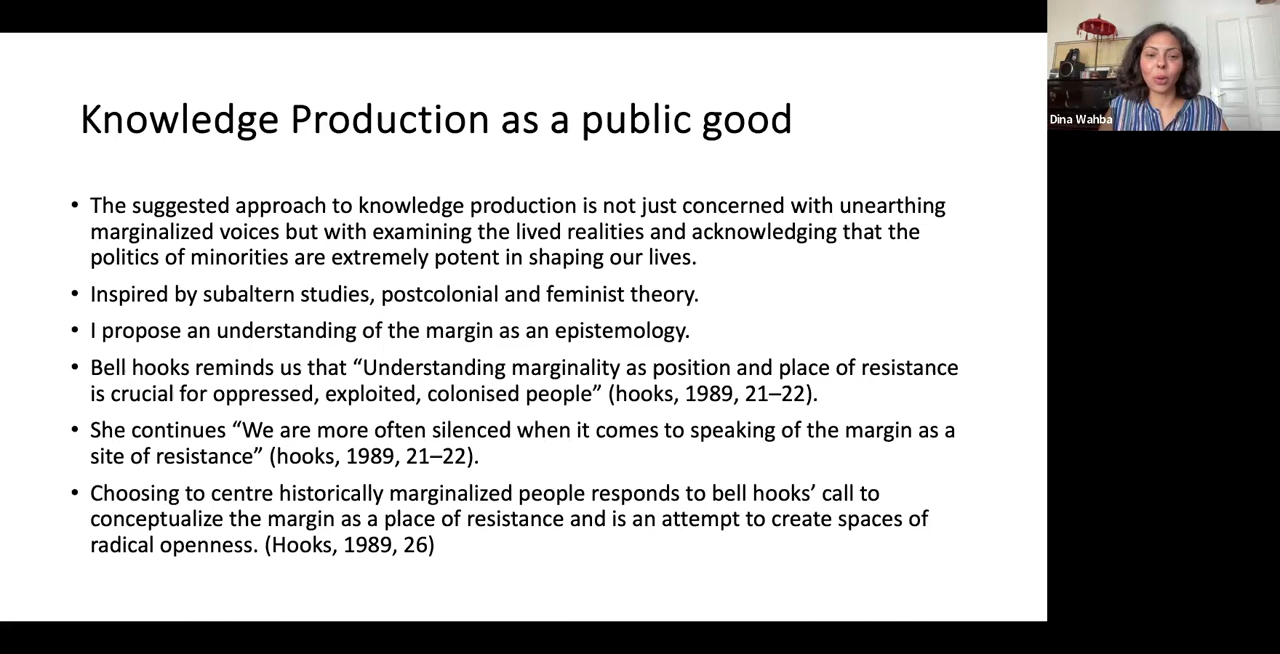 Knowledge Production as a public good
• The suggested approach to knowledge production is not just concerned with unearthing
marginalized voices but with examining the lived realities and acknowledging that the
politics of minorities are extremely potent in shaping our lives.
• Inspired by subaltern studies, postcolonial and feminist theory.
• I propose an understanding of the margin as an epistemology.
• Bell hooks reminds us that “Understanding marginality as position and place of resistance
is crucial for oppressed, exploited, colonised people” (hooks, 1989, 21–22).
• She continues “We are more often silenced when it comes to speaking of the margin as a
site of resistance” (hooks, 1989, 21–22).
• Choosing to centre historically marginalized people responds to bell hooks’ call to
conceptualize the margin as a place of resistance and is an attempt to create spaces of
radical openness. (Hooks, 1989, 26)
Dina Wahba